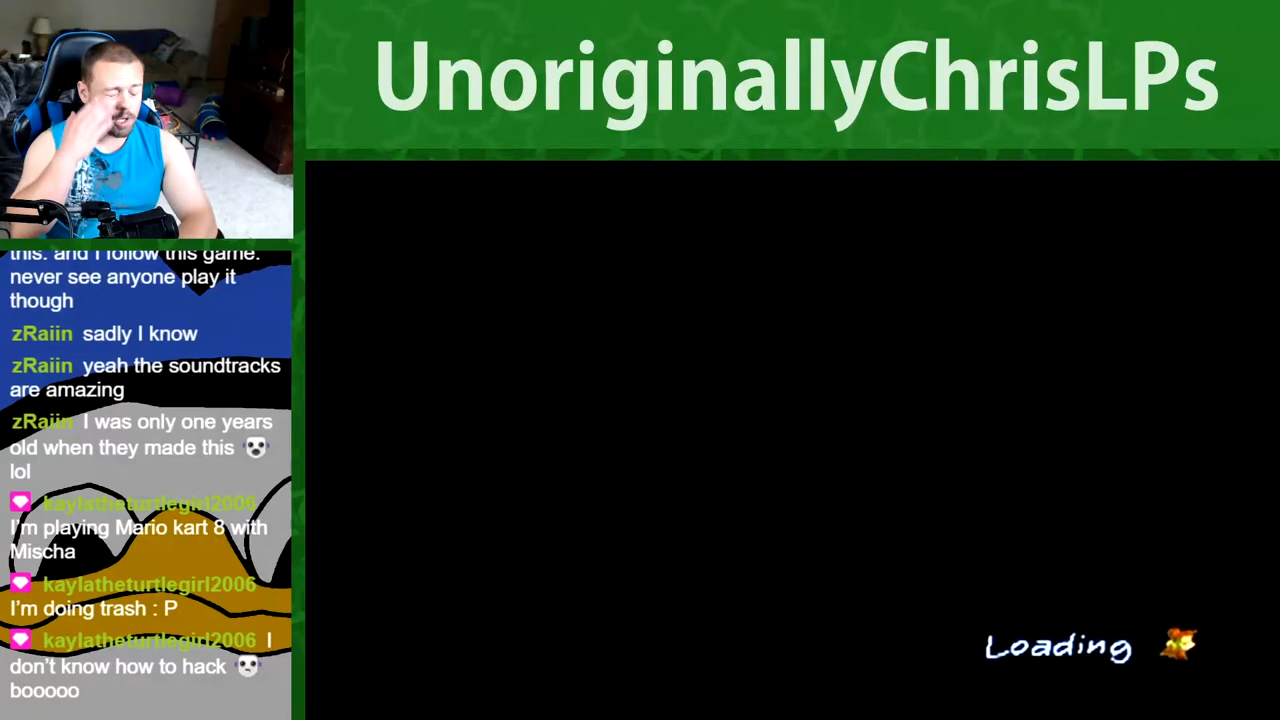 UnoriginallyChrisLPs
this. and I follow this game.
never see anyone play it
though
zRaiin sadly I know
zRaiin yeah the soundtracks
are amazing
zRaiin I was only one years
old when they made this
lol
kaylatheturtlegirl2006
I'm playing Mario kart 8 with
Mischa
kaylatheturtlegirl2006
I'm doing trash : P
kaylatheturtlegirl2006 I
don't know how to hack
booooo
Loading